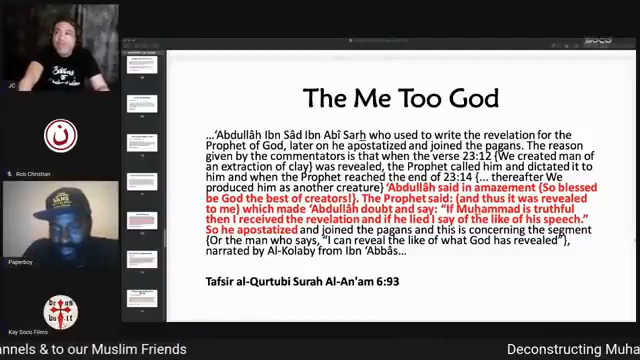 JC
Rob Christian
Paperboy
Kay Soco Films
soco
The Me Too God
…‘Abdullâh Ibn Sâd Ibn Abî Sarḥ who used to write the revelation for the
Prophet of God, later on he apostatized and joined the pagans. The reason
given by the commentators is that when the verse 23:12 {We created man of
an extraction of clay} was revealed, the Prophet called him and dictated it to
him and when the Prophet reached the end of 23:14 {... thereafter We
produced him as another creature} ‘Abdullâh said in amazement {So blessed
be God the best of creators!}. The Prophet said: (and thus it was revealed to
me) which made ‘Abdullâh doubt and say: “If Muḥammad is truthful
then I received the revelation and if he lied I say of the like of his speech.”
So he apostatized and joined the pagans and this is concerning the segment
{Or the man who says, “I can reveal the like of what God has revealed”},
narrated by Al-Kolaby from Ibn ‘Abbâs…
Tafsir al-Qurtubi Surah Al-An'am 6:93
annels & to our Muslim Friends
Deconstructing Muha